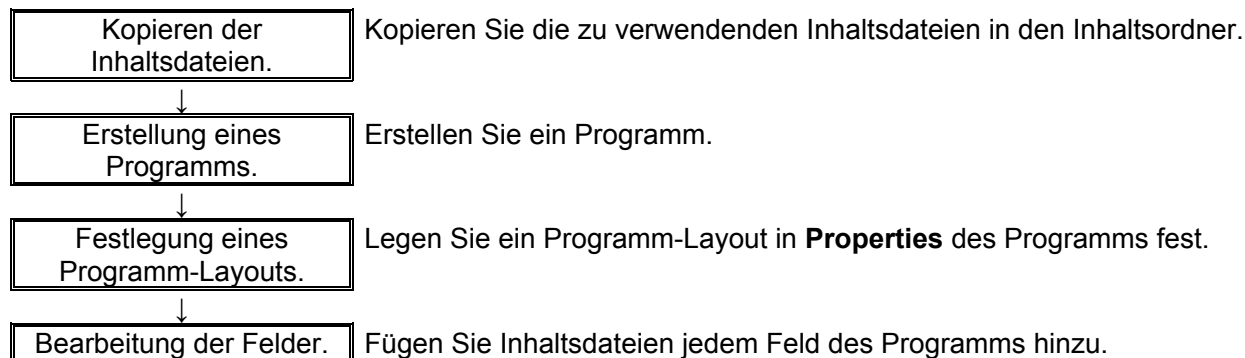 Kopieren der
Inhaltsdateien.
Kopieren Sie die zu verwendenden Inhaltsdateien in den Inhaltsordner.
↓
Erstellung eines
Programms.
Erstellen Sie ein Programm.
↓
Festlegung eines
Programm-Layouts.
Legen Sie ein Programm-Layout in Properties des Programms fest.
↓
Bearbeitung der Felder.
Fügen Sie Inhaltsdateien jedem Feld des Programms hinzu.